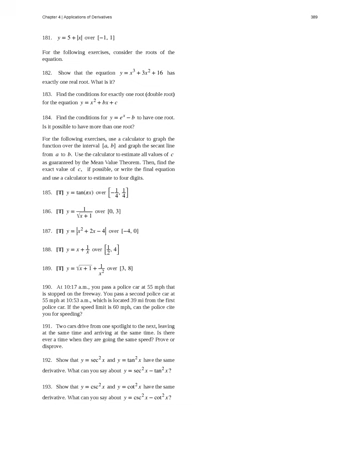 Chapter 4 | Applications of Derivatives 389
181. y = 5 + |x| over [−1, 1]
For the following exercises, consider the roots of the
equation.
182. Show that the equation y = x³ + 3x² + 16 has
exactly one real root. What is it?
183. Find the conditions for exactly one root (double root)
for the equation y = x² + bx + c
184. Find the conditions for y = eˣ − b to have one root.
Is it possible to have more than one root?
For the following exercises, use a calculator to graph the
function over the interval [a, b] and graph the secant line
from a to b. Use the calculator to estimate all values of c
as guaranteed by the Mean Value Theorem. Then, find the
exact value of c, if possible, or write the final equation
and use a calculator to estimate to four digits.
185. [T] y = tan(πx) over [−1/4, 1/4]
186. [T] y = 1/√(x + 1) over [0, 3]
187. [T] y = |x² + 2x − 4| over [−4, 0]
188. [T] y = x + 1/x over [1/2, 4]
189. [T] y = √(x + 1) + 1/x² over [3, 8]
190. At 10:17 a.m., you pass a police car at 55 mph that
is stopped on the freeway. You pass a second police car at
55 mph at 10:53 a.m., which is located 39 mi from the first
police car. If the speed limit is 60 mph, can the police cite
you for speeding?
191. Two cars drive from one spotlight to the next, leaving
at the same time and arriving at the same time. Is there
ever a time when they are going the same speed? Prove or
disprove.
192. Show that y = sec² x and y = tan² x have the same
derivative. What can you say about y = sec² x − tan² x?
193. Show that y = csc² x and y = cot² x have the same
derivative. What can you say about y = csc² x − cot² x?